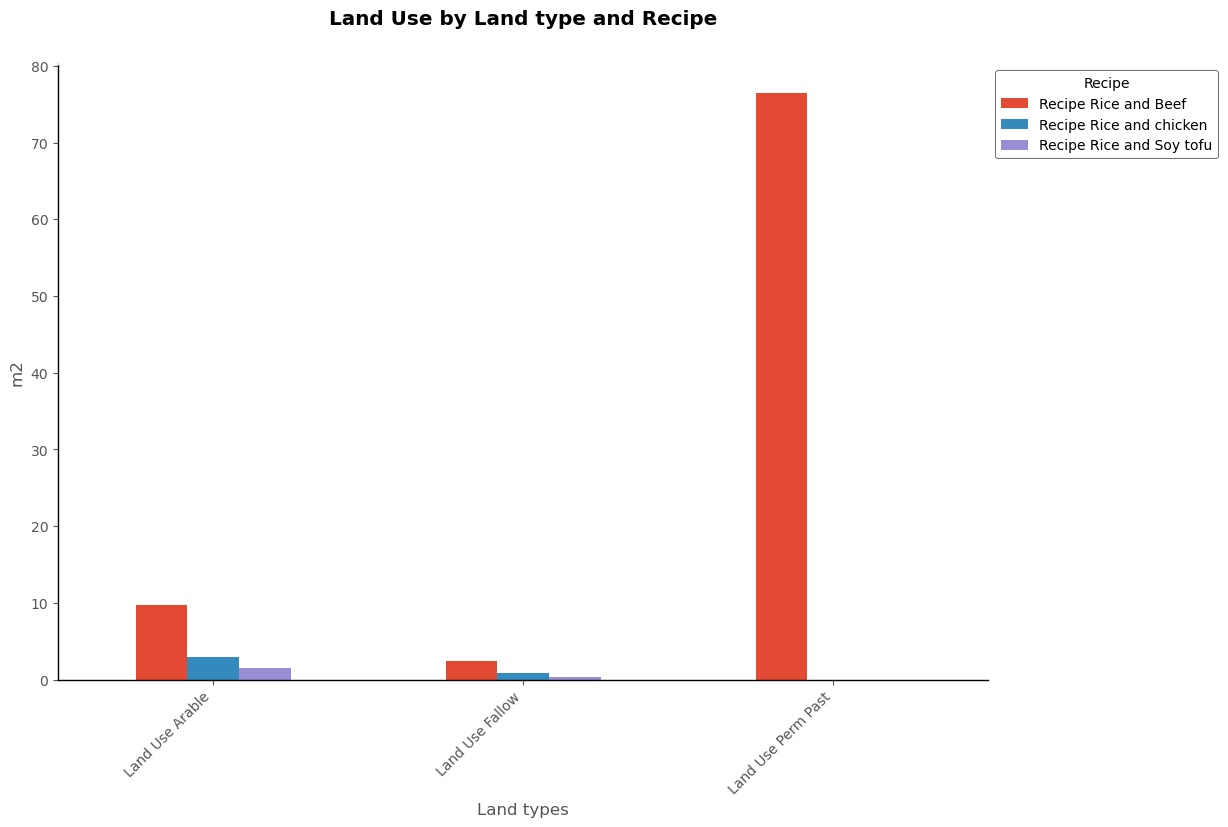 Land Use by Land type and Recipe
80
70
60
50
40
30
20
10
0
m2
Recipe
Recipe Rice and Beef
Recipe Rice and chicken
Recipe Rice and Soy tofu
Land Use Arable
Land Use Fallow
Land Use Perm Past
Land types